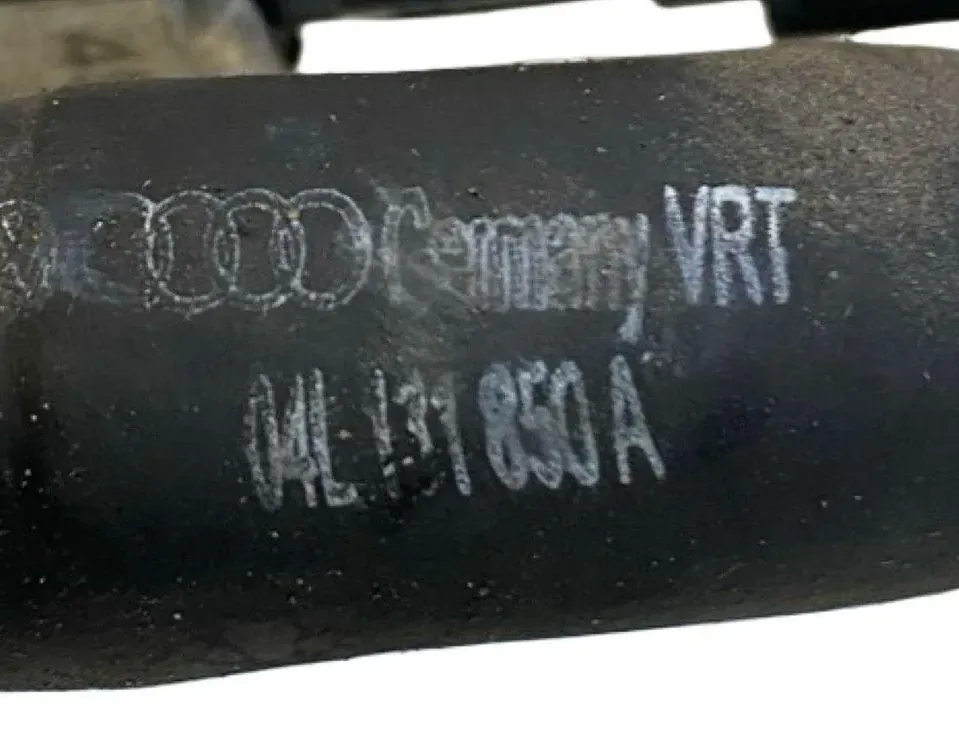 Germany VRT
04L 131 850 A